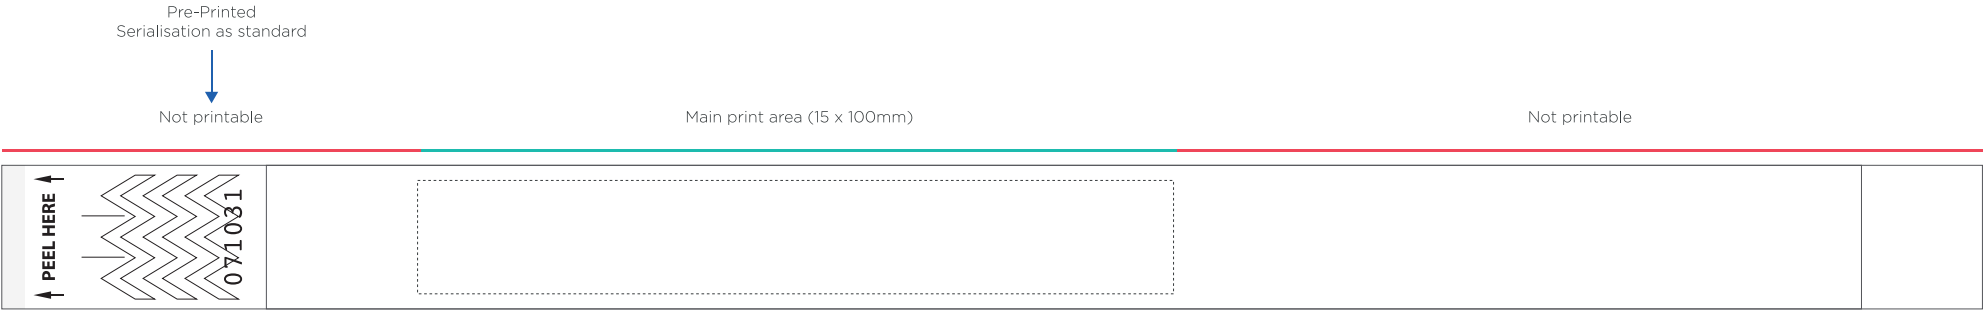 Pre-Printed
Serialisation as standard
Not printable
Main print area (15 x 100mm)
Not printable
PEEL HERE
071031